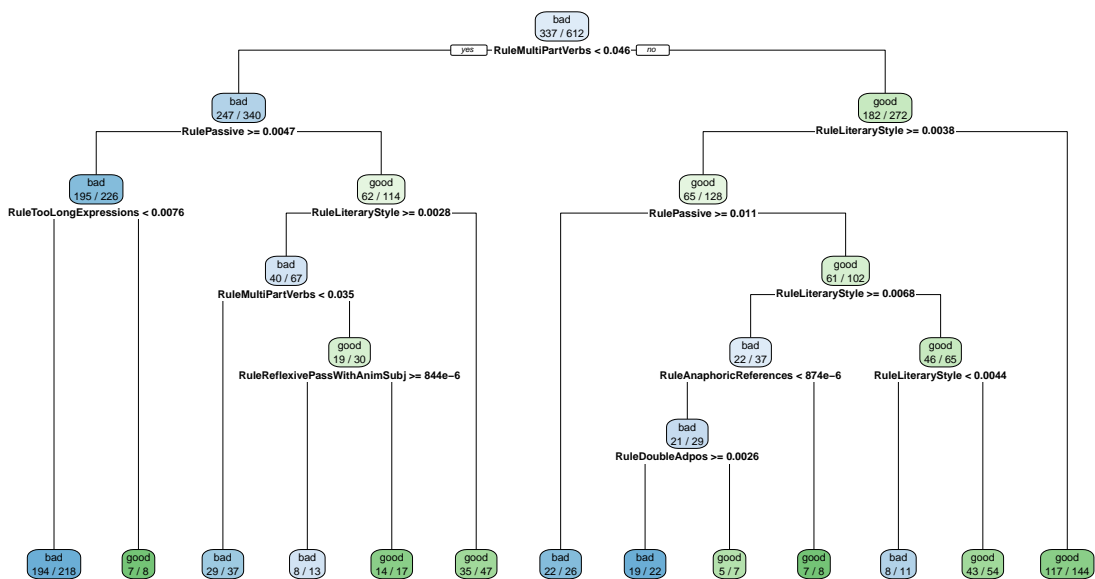 bad
337 / 612
yes
RuleMultiPartVerbs < 0.046
no
bad
247 / 340
RulePassive >= 0.0047
good
182 / 272
RuleLiteraryStyle >= 0.0038
bad
195 / 226
RuleTooLongExpressions < 0.0076
good
62 / 114
RuleLiteraryStyle >= 0.0028
good
65 / 128
RulePassive >= 0.011
bad
40 / 67
RuleMultiPartVerbs < 0.035
good
61 / 102
RuleLiteraryStyle >= 0.0068
good
19 / 30
RuleReflexivePassWithAnimSubj >= 844e−6
bad
22 / 37
RuleAnaphoricReferences < 874e−6
good
46 / 65
RuleLiteraryStyle < 0.0044
bad
21 / 29
RuleDoubleAdpos >= 0.0026
bad
194 / 218
good
7 / 8
bad
29 / 37
bad
8 / 13
good
14 / 17
good
35 / 47
bad
22 / 26
bad
19 / 22
good
5 / 7
good
7 / 8
bad
8 / 11
good
43 / 54
good
117 / 144